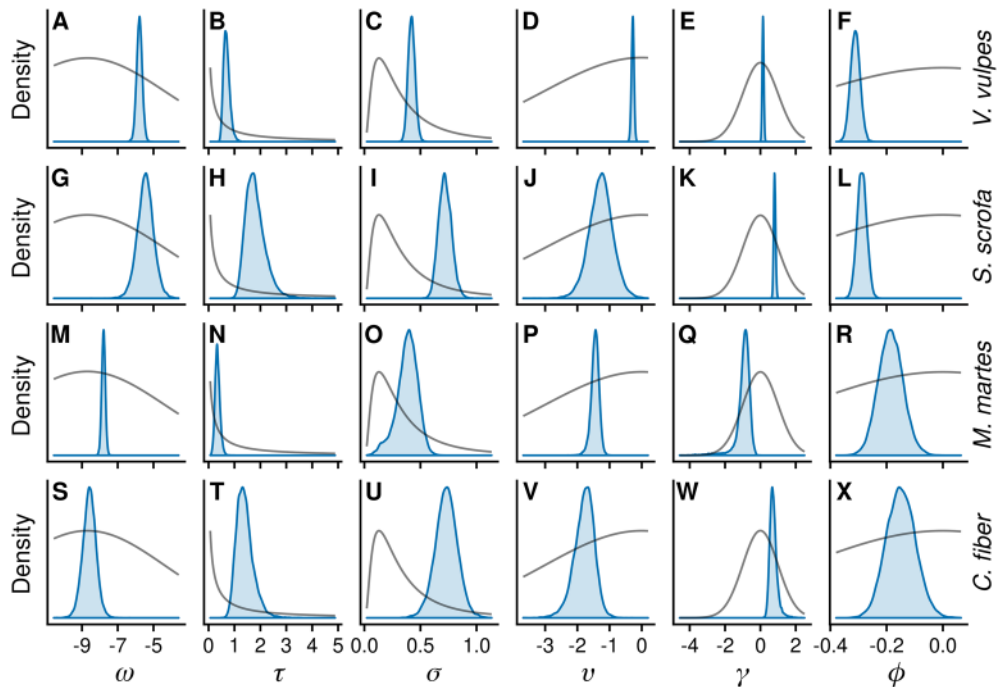 A B C D E F
Density
V. vulpes
G H I J K L
Density
S. scrofa
M N O P Q R
Density
M. martes
S T U V W X
Density
C. fiber
-9 -7 -5 0 1 2 3 4 5 0.0 0.5 1.0 -3 -2 -1 0 -4 -2 0 2 -0.4 -0.2 0.0
ω τ σ υ γ ϕ